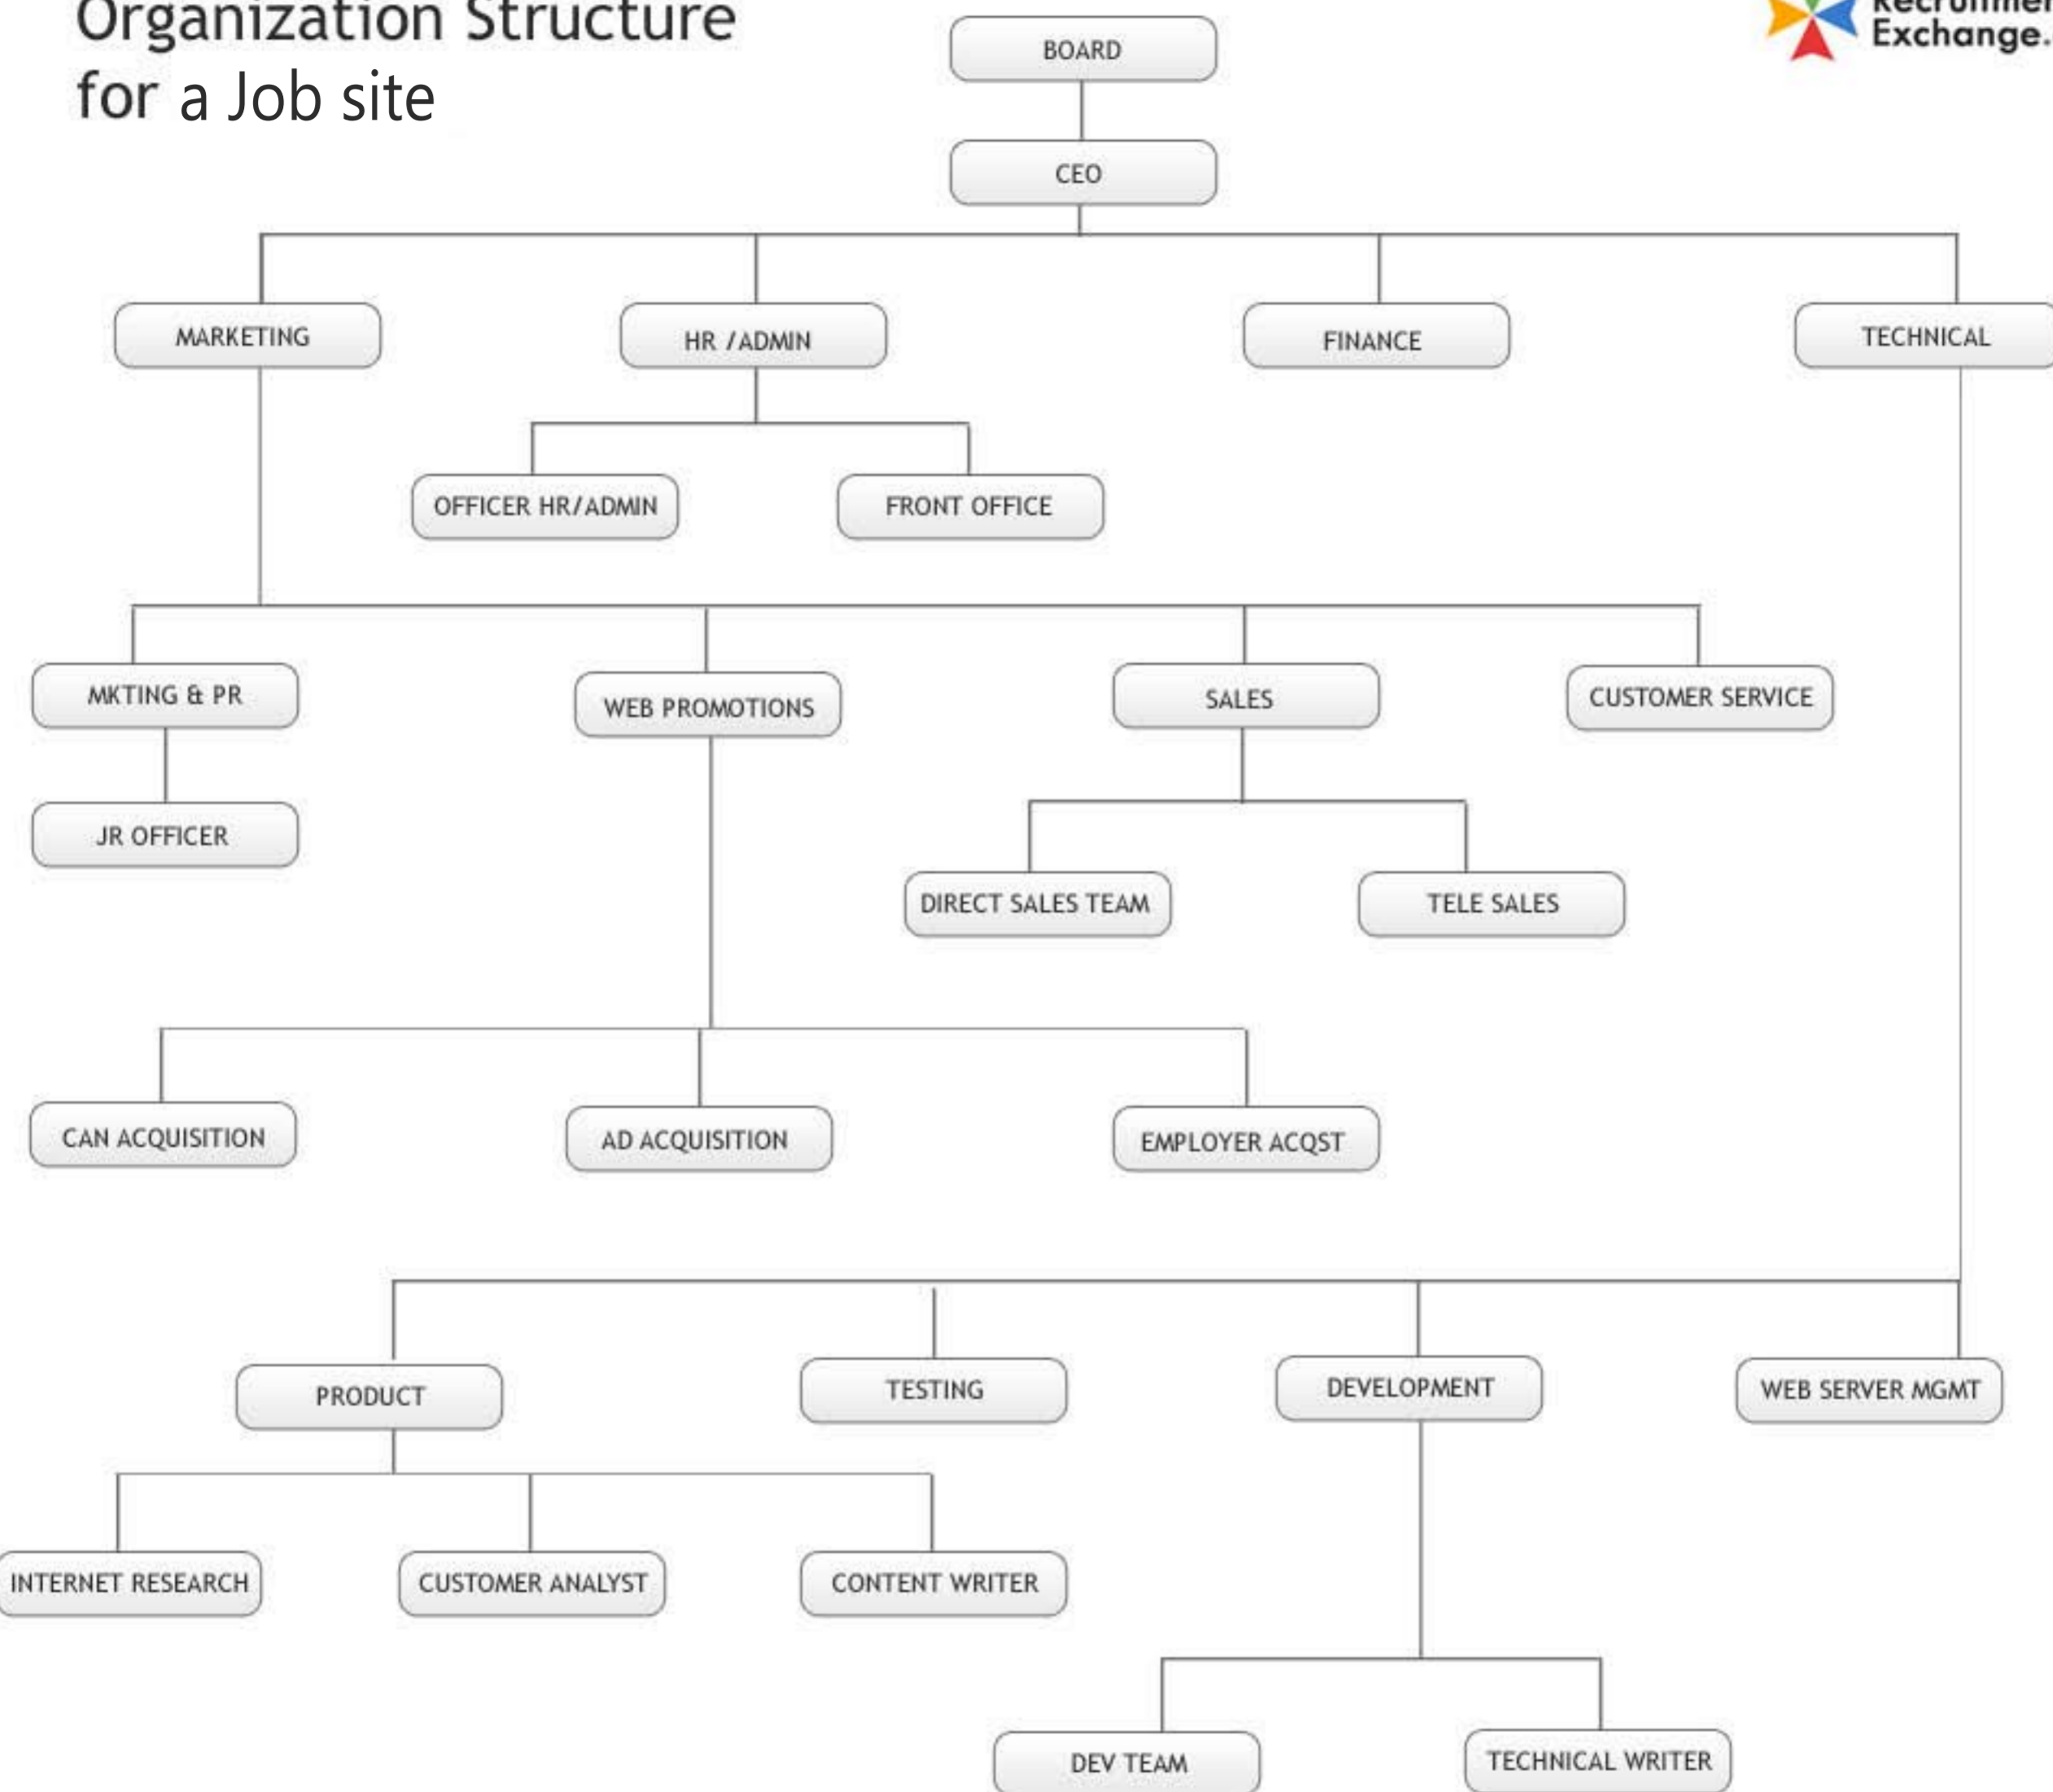 Organization Structure
for a Job site
Exchange.
BOARD
CEO
MARKETING
HR /ADMIN
FINANCE
TECHNICAL
OFFICER HR/ADMIN
FRONT OFFICE
MKTING & PR
WEB PROMOTIONS
SALES
CUSTOMER SERVICE
JR OFFICER
DIRECT SALES TEAM
TELE SALES
CAN ACQUISITION
AD ACQUISITION
EMPLOYER ACQST
PRODUCT
TESTING
DEVELOPMENT
WEB SERVER MGMT
INTERNET RESEARCH
CUSTOMER ANALYST
CONTENT WRITER
DEV TEAM
TECHNICAL WRITER